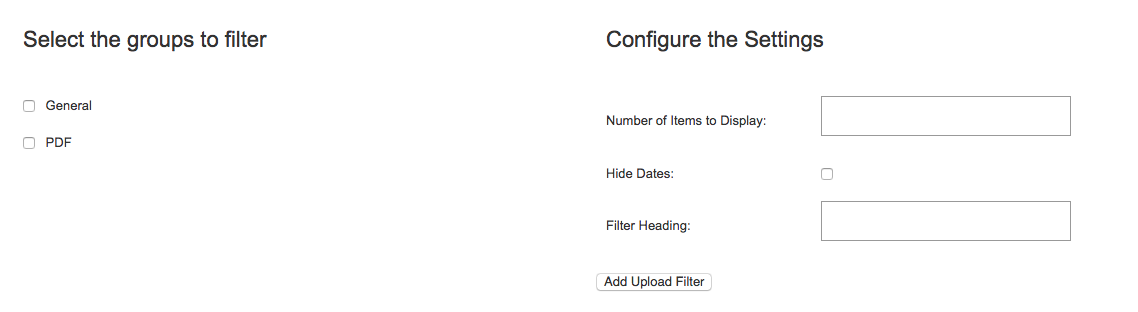 Select the groups to filter
General
PDF
Configure the Settings
Number of Items to Display:
Hide Dates:
Filter Heading:
Add Upload Filter